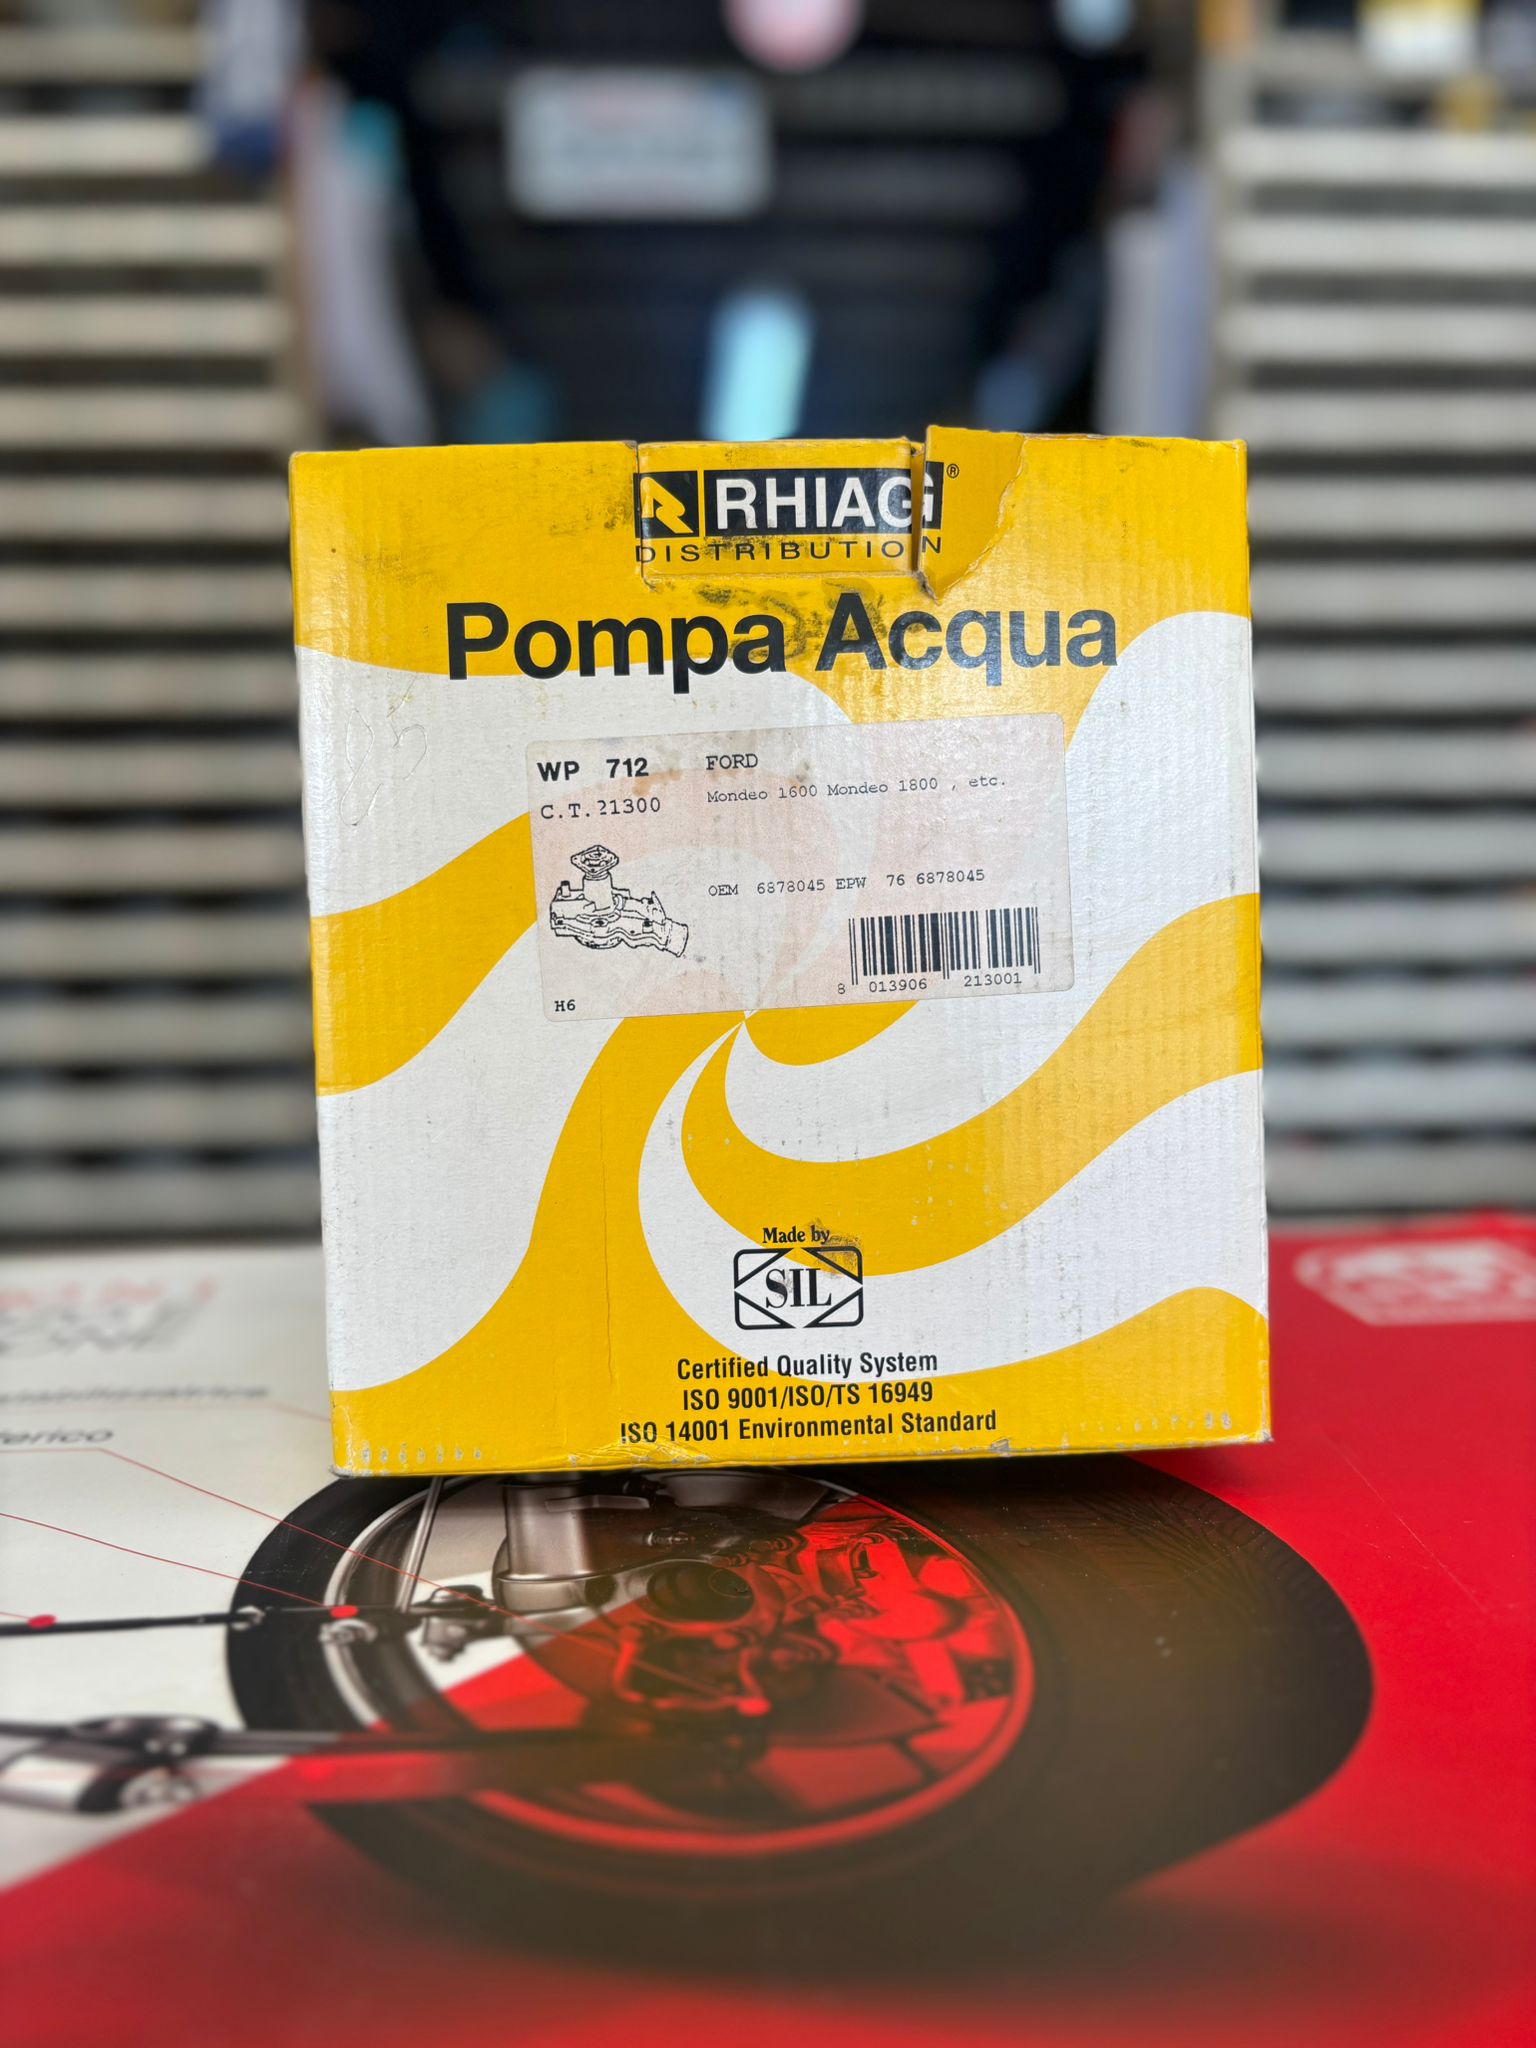 RHIAG®
DISTRIBUTION
Pompa Acqua
WP 712
FORD
C.T. 21300
Mondeo 1600 Mondeo 1800 , etc.
OEM 6878045 EPW 76 6878045
8 013906 213001
H6
Made by
SIL
Certified Quality System
ISO 9001/ISO/TS 16949
ISO 14001 Environmental Standard